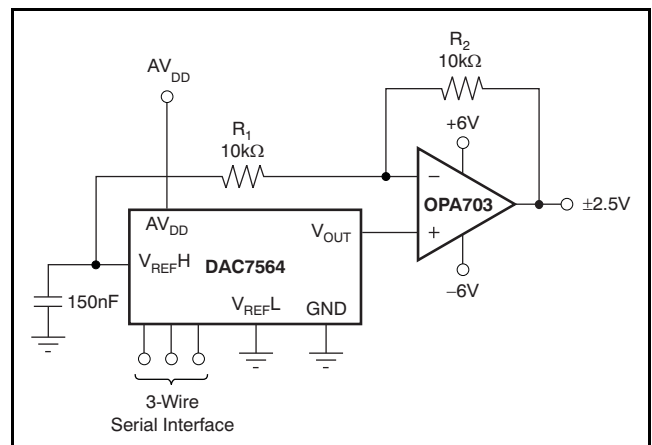 R2
10kΩ
AVDD
R1
10kΩ
+6V
−
OPA703
±2.5V
AVDD
VOUT
+
VREFH
DAC7564
−6V
150nF
VREFL
GND
3-Wire
Serial Interface